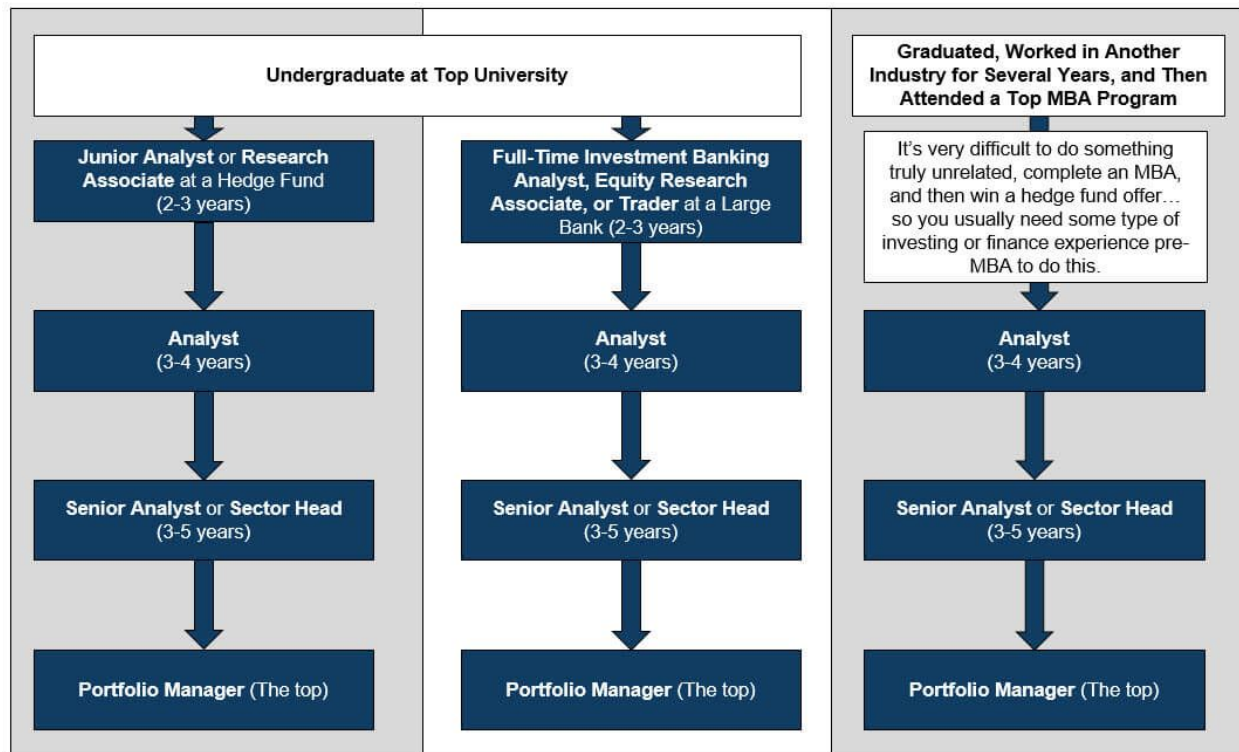 Undergraduate at Top University
Junior Analyst or Research
Associate at a Hedge Fund
(2-3 years)
Analyst
(3-4 years)
Senior Analyst or Sector Head
(3-5 years)
Portfolio Manager (The top)
Full-Time Investment Banking
Analyst, Equity Research
Associate, or Trader at a Large
Bank (2-3 years)
Analyst
(3-4 years)
Senior Analyst or Sector Head
(3-5 years)
Portfolio Manager (The top)
Graduated, Worked in Another
Industry for Several Years, and Then
Attended a Top MBA Program
It's very difficult to do something
truly unrelated, complete an MBA,
and then win a hedge fund offer…
so you usually need some type of
investing or finance experience pre-
MBA to do this.
Analyst
(3-4 years)
Senior Analyst or Sector Head
(3-5 years)
Portfolio Manager (The top)